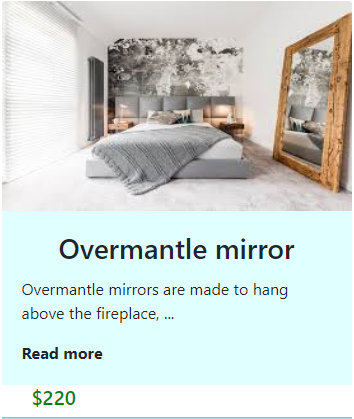 Overmantle mirror
Overmantle mirrors are made to hang
above the fireplace, ...
Read more
$220